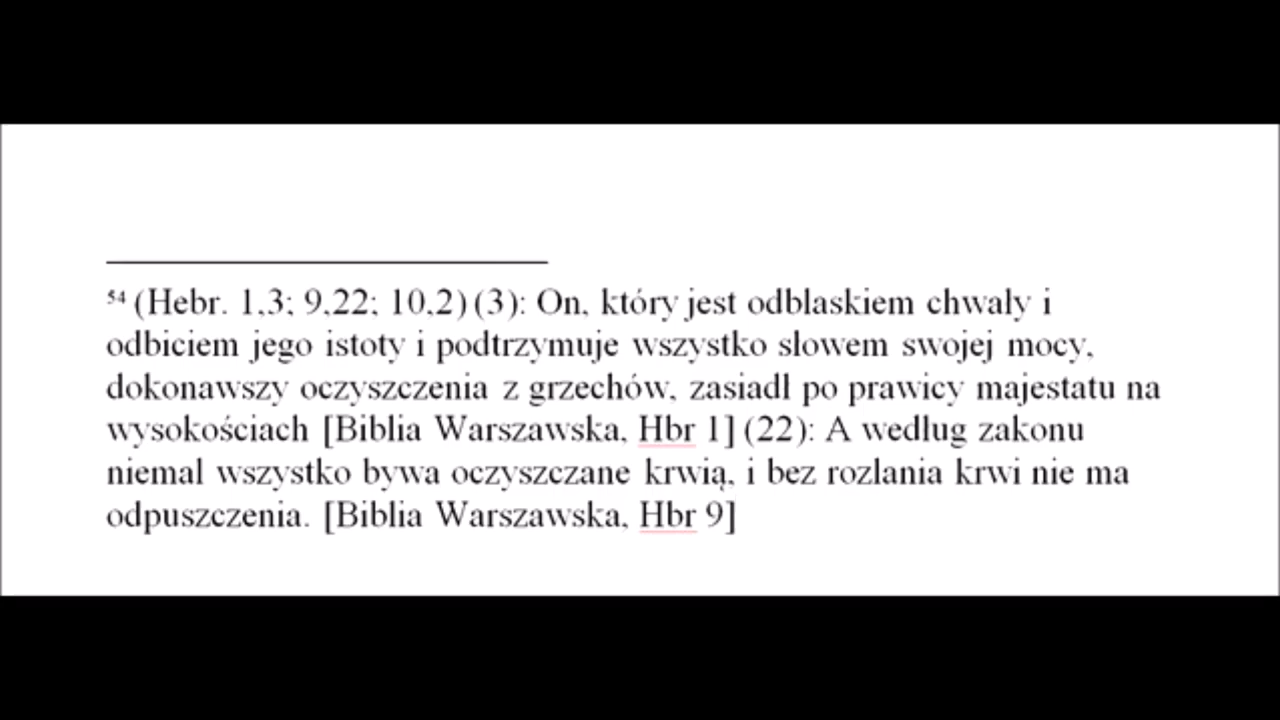 ⁵⁴ (Hebr. 1,3; 9,22; 10,2) (3): On, który jest odblaskiem chwały i
odbiciem jego istoty i podtrzymuje wszystko słowem swojej mocy,
dokonawszy oczyszczenia z grzechów, zasiadł po prawicy majestatu na
wysokościach [Biblia Warszawska, Hbr 1] (22): A według zakonu
niemal wszystko bywa oczyszczane krwią, i bez rozlania krwi nie ma
odpuszczenia. [Biblia Warszawska, Hbr 9]